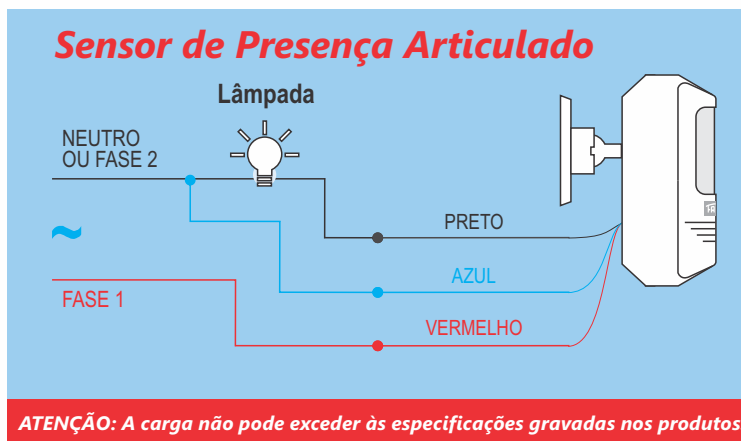 Sensor de Presença Articulado
Lâmpada
NEUTRO
OU FASE 2
PRETO
~
AZUL
FASE 1
VERMELHO
ATENÇÃO: A carga não pode exceder às especificações gravadas nos produtos